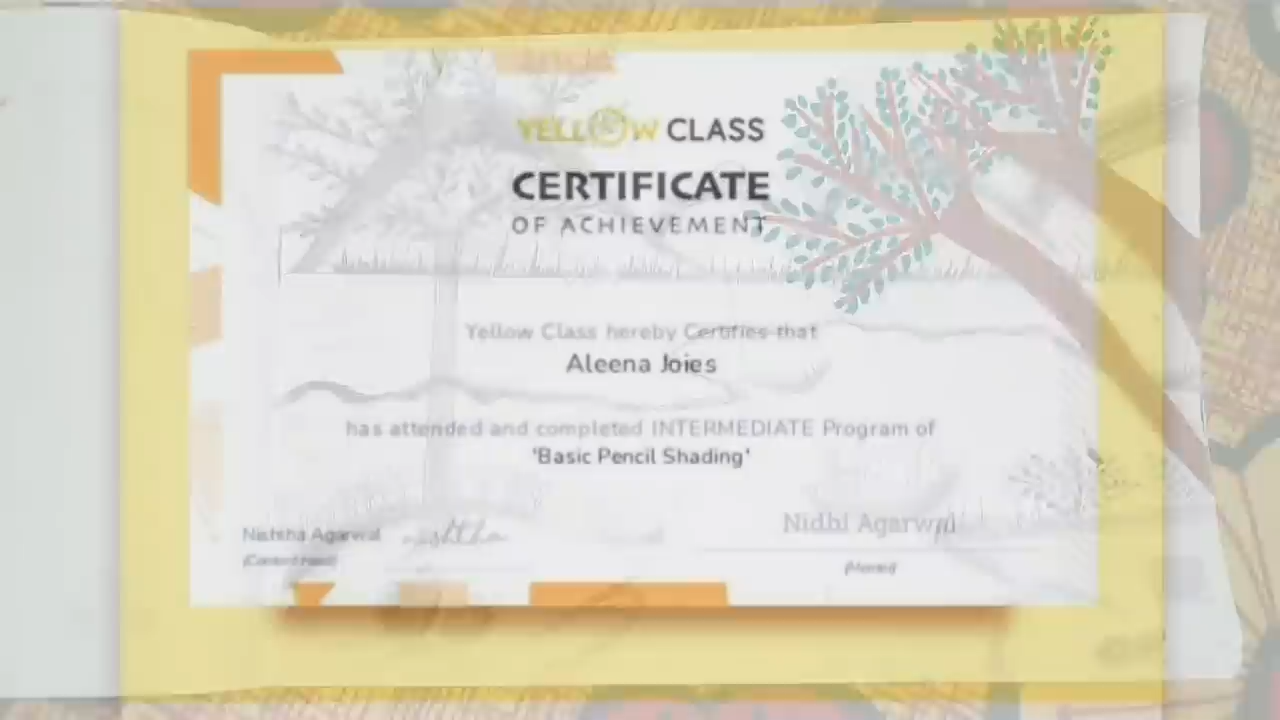 YELLOW CLASS
CERTIFICATE
OF ACHIEVEMENT
Yellow Class hereby Certifies that
Aleena Joies
has attended and completed INTERMEDIATE Program of
'Basic Pencil Shading'
Agarwal nishtha
Nidhi Agarwal
(Mentor)